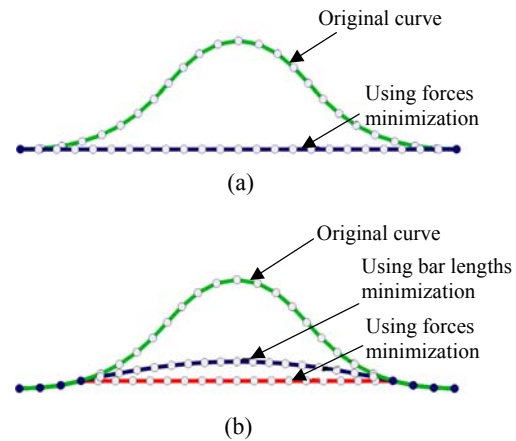 Original curve
Using forces
minimization
(a)
Original curve
Using bar lengths
minimization
Using forces
minimization
(b)